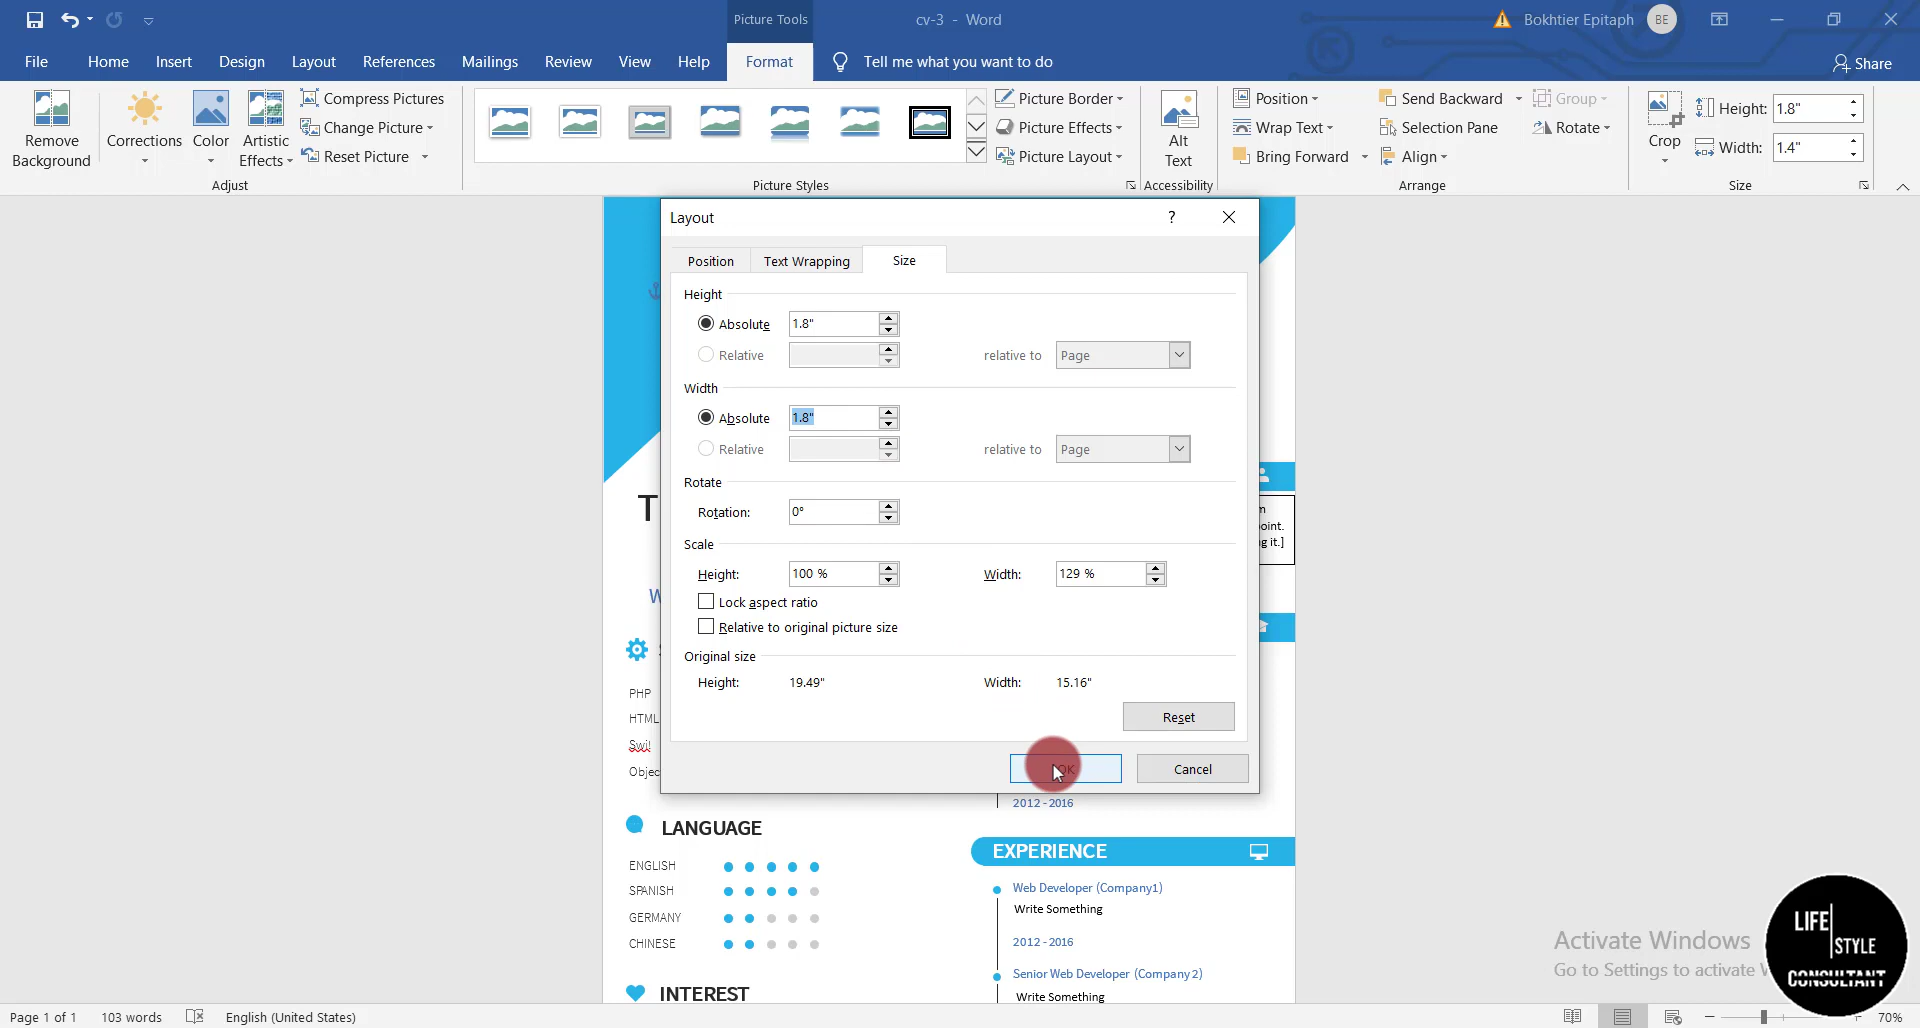 Picture Tools
cv-3 - Word
Bokhtier Epitaph BE
File Home Insert Design Layout References Mailings Review View Help Format Tell me what you want to do Share
Remove Background
Corrections
Color
Artistic Effects
Compress Pictures
Change Picture
Reset Picture
Adjust
Picture Styles
Picture Border
Picture Effects
Picture Layout
Alt Text
Accessibility
Position
Wrap Text
Bring Forward
Send Backward
Selection Pane
Align
Group
Rotate
Arrange
Crop
Height: 1.8"
Width: 1.4"
Size
Layout ?
Position Text Wrapping Size
Height
Absolute 1.8"
Relative relative to Page
Width
Absolute 1.8"
Relative relative to Page
Rotate
Rotation: 0°
Scale
Height: 100 % Width: 129 %
Lock aspect ratio
Relative to original picture size
Original size
Height: 19.49" Width: 15.16"
Reset
OK Cancel
T
W
PHP
HTML
Swi!
Objec
oint.
g it.]
2012 - 2016
LANGUAGE
ENGLISH
SPANISH
GERMANY
CHINESE
INTEREST
EXPERIENCE
Web Developer (Company1)
Write Something
2012 - 2016
Senior Web Developer (Company 2)
Write Something
Activate Windows
Go to Settings to activate
LIFE STYLE
CONSULTANT
Page 1 of 1 103 words English (United States) 70%